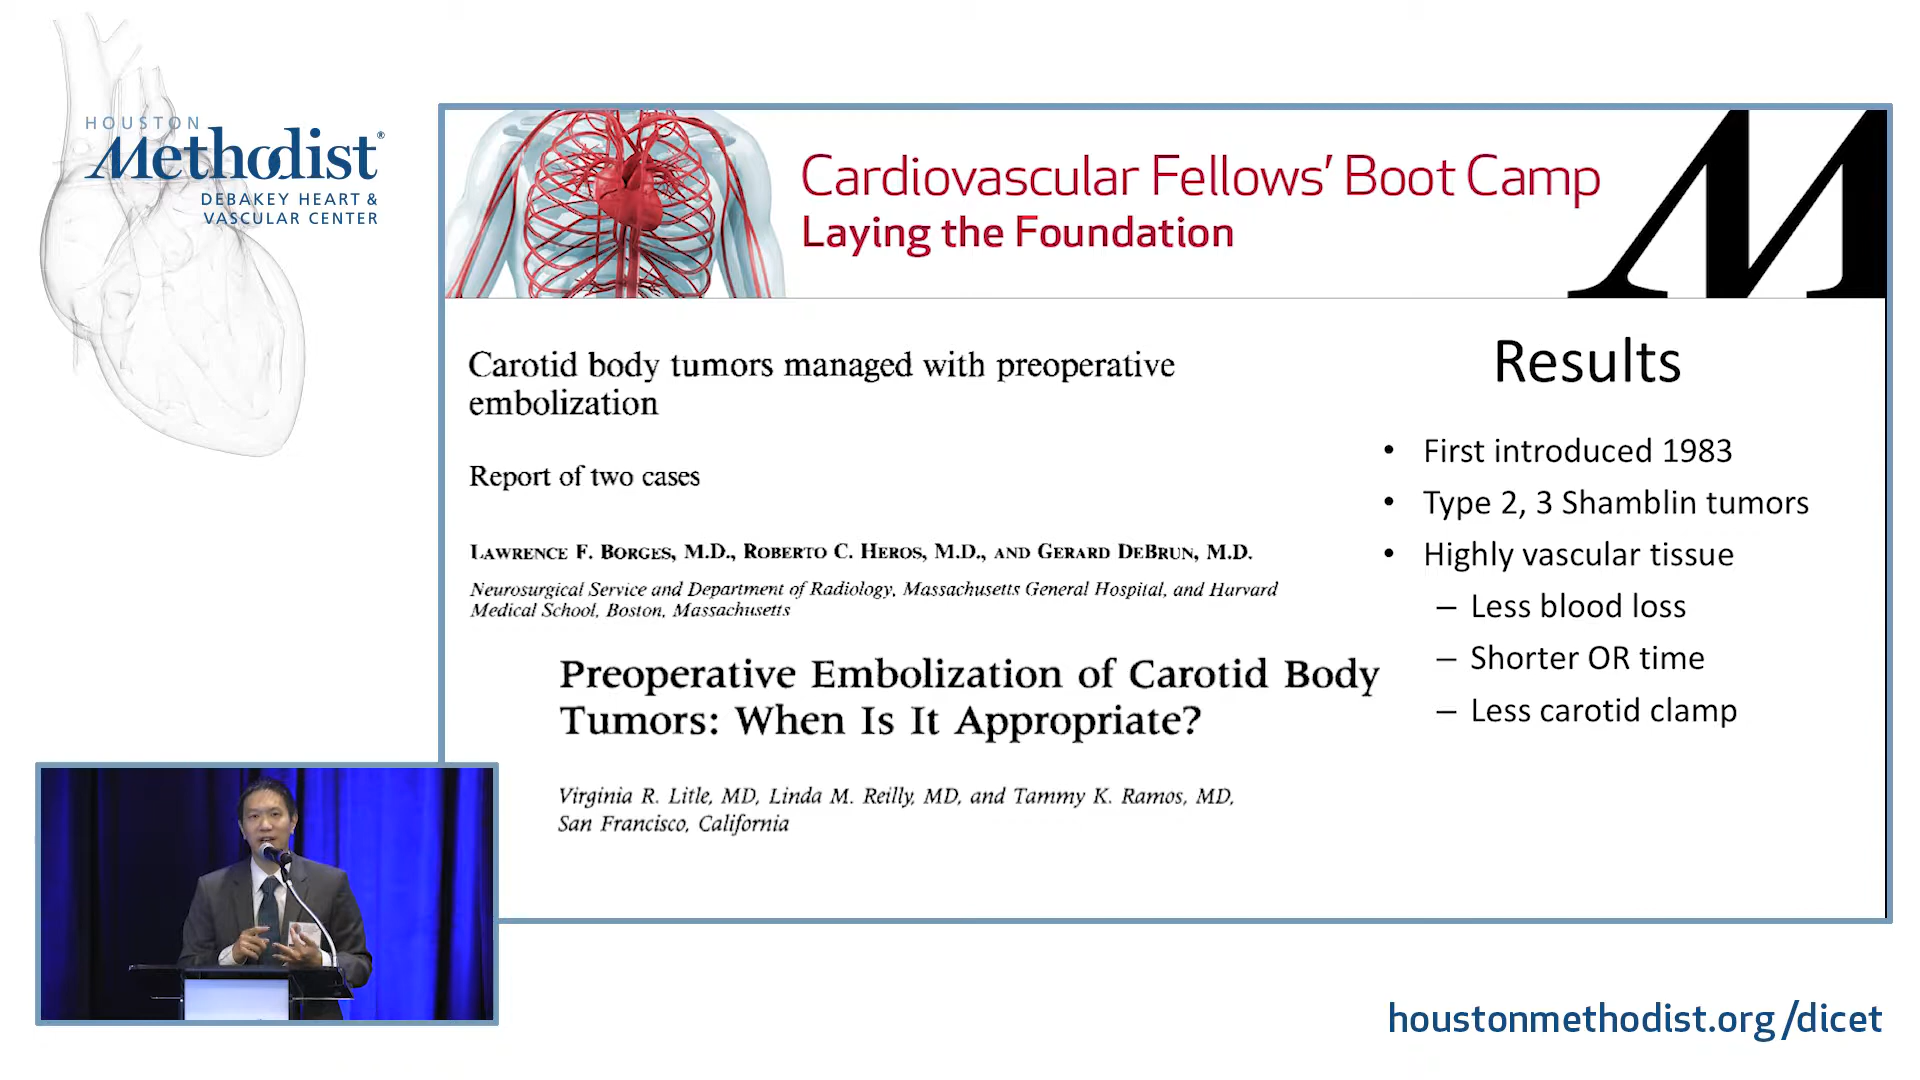 HOUSTON
Methodist®
DEBAKEY HEART &
VASCULAR CENTER
Cardiovascular Fellows' Boot Camp
Laying the Foundation
M
Carotid body tumors managed with preoperative
embolization
Report of two cases
LAWRENCE F. BORGES, M.D., ROBERTO C. HEROS, M.D., AND GERARD DEBRUN, M.D.
Neurosurgical Service and Department of Radiology, Massachusetts General Hospital, and Harvard
Medical School, Boston, Massachusetts
Preoperative Embolization of Carotid Body
Tumors: When Is It Appropriate?
Virginia R. Litle, MD, Linda M. Reilly, MD, and Tammy K. Ramos, MD,
San Francisco, California
Results
• First introduced 1983
• Type 2, 3 Shamblin tumors
• Highly vascular tissue
– Less blood loss
– Shorter OR time
– Less carotid clamp
houstonmethodist.org/dicet